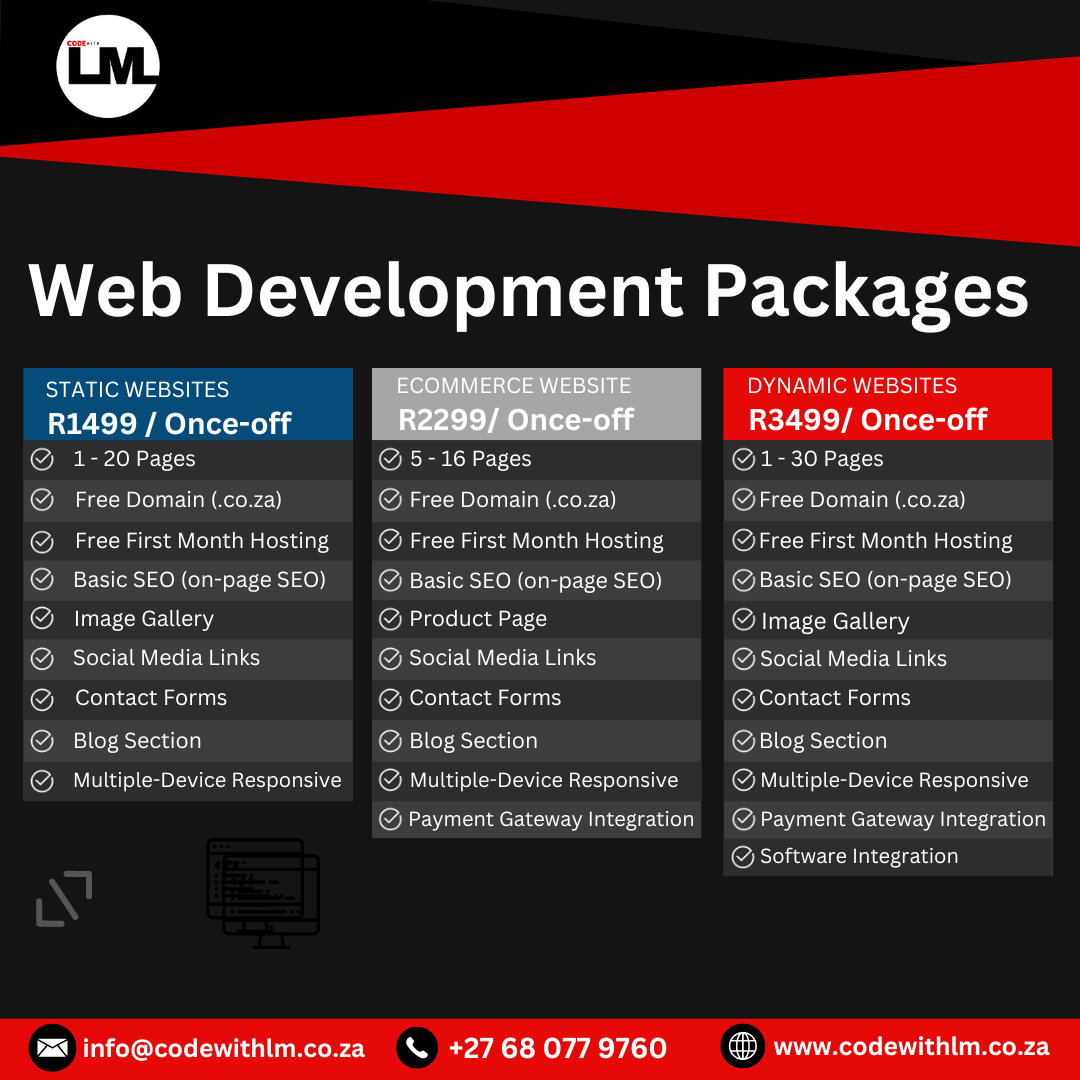 CODE WITH
LM
Web Development Packages
STATIC WEBSITES
R1499 / Once-off
1 - 20 Pages
Free Domain (.co.za)
Free First Month Hosting
Basic SEO (on-page SEO)
Image Gallery
Social Media Links
Contact Forms
Blog Section
Multiple-Device Responsive
ECOMMERCE WEBSITE
R2299/ Once-off
5 - 16 Pages
Free Domain (.co.za)
Free First Month Hosting
Basic SEO (on-page SEO)
Product Page
Social Media Links
Contact Forms
Blog Section
Multiple-Device Responsive
Payment Gateway Integration
DYNAMIC WEBSITES
R3499/ Once-off
1 - 30 Pages
Free Domain (.co.za)
Free First Month Hosting
Basic SEO (on-page SEO)
Image Gallery
Social Media Links
Contact Forms
Blog Section
Multiple-Device Responsive
Payment Gateway Integration
Software Integration
info@codewithlm.co.za
+27 68 077 9760
www.codewithlm.co.za